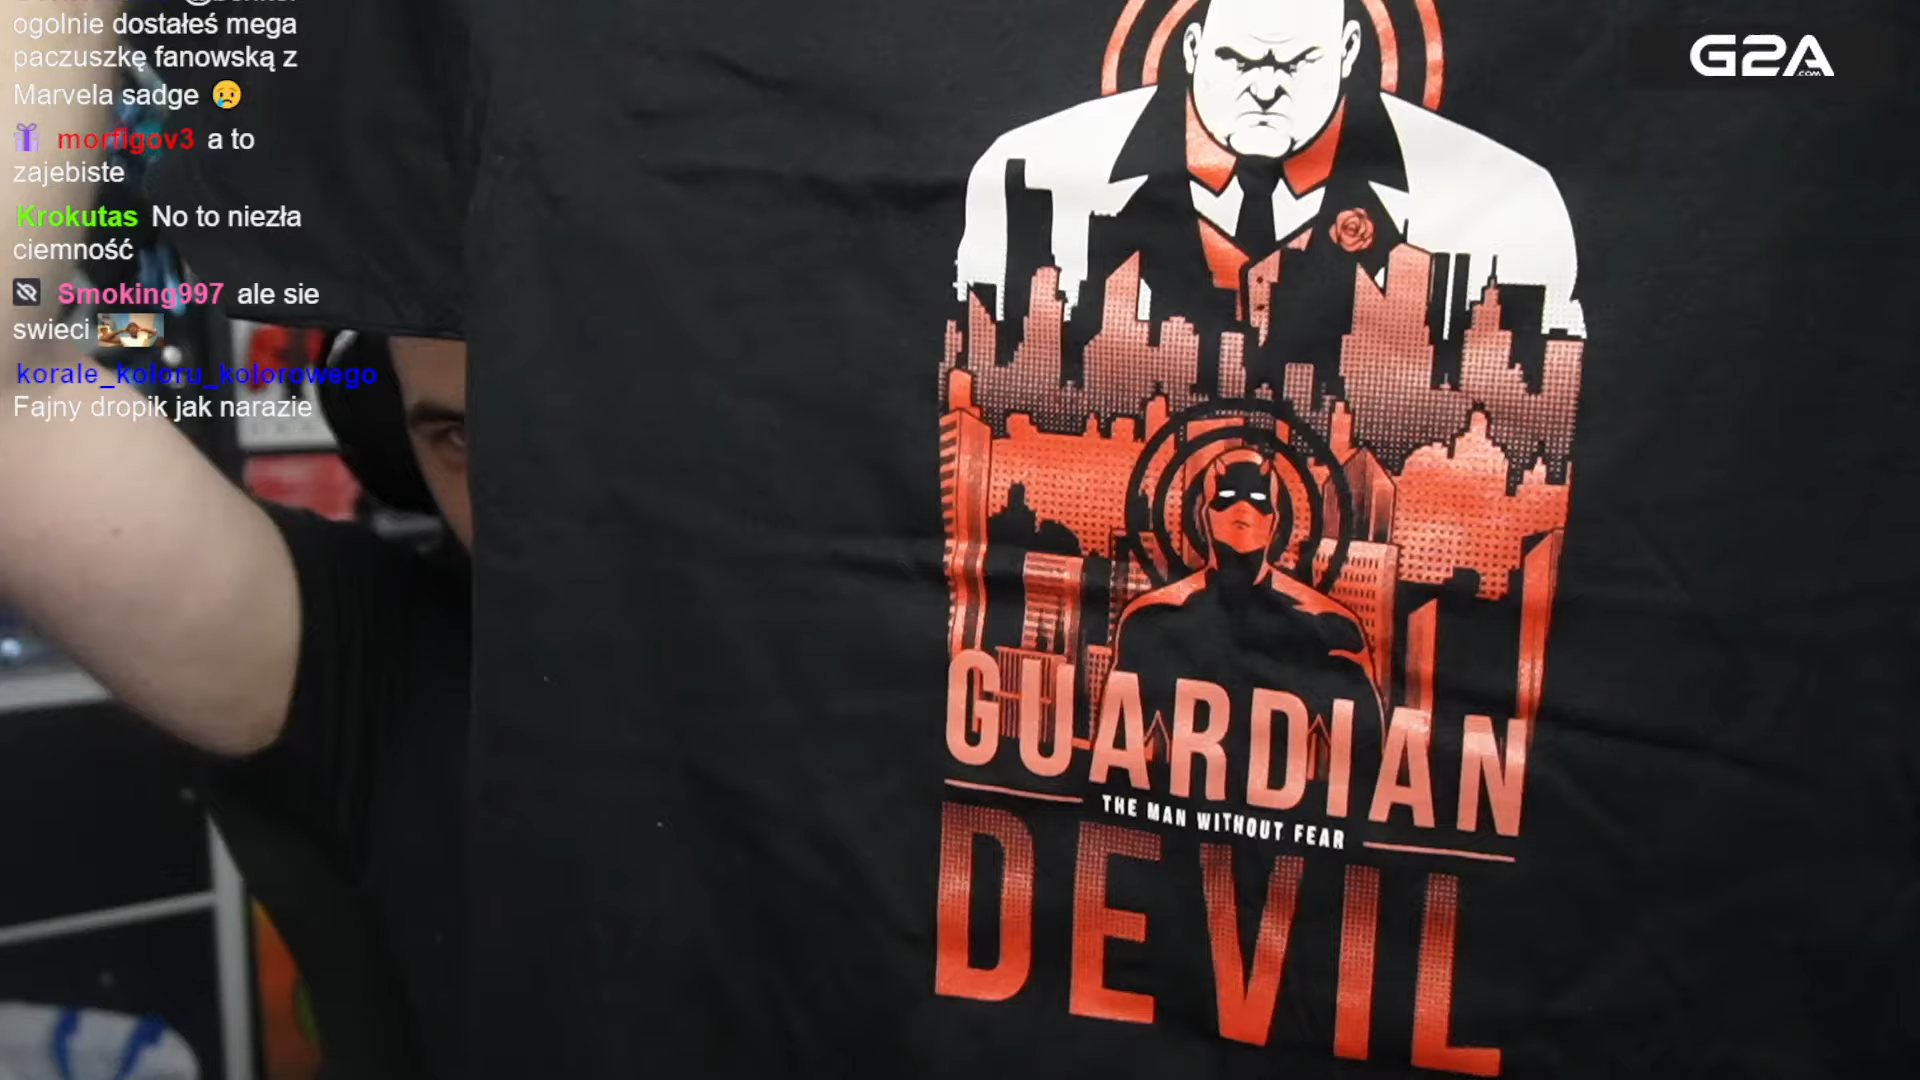 ogolnie dostałeś mega
paczuszkę fanowską z
Marvela sadge
morfigov3 a to
zajebiste
Krokutas No to niezła
ciemność
Smoking997 ale sie
swieci
korale_koloru_kolorowego
Fajny dropik jak narazie
G2A
.COM
GUARDIAN
THE MAN WITHOUT FEAR
DEVIL